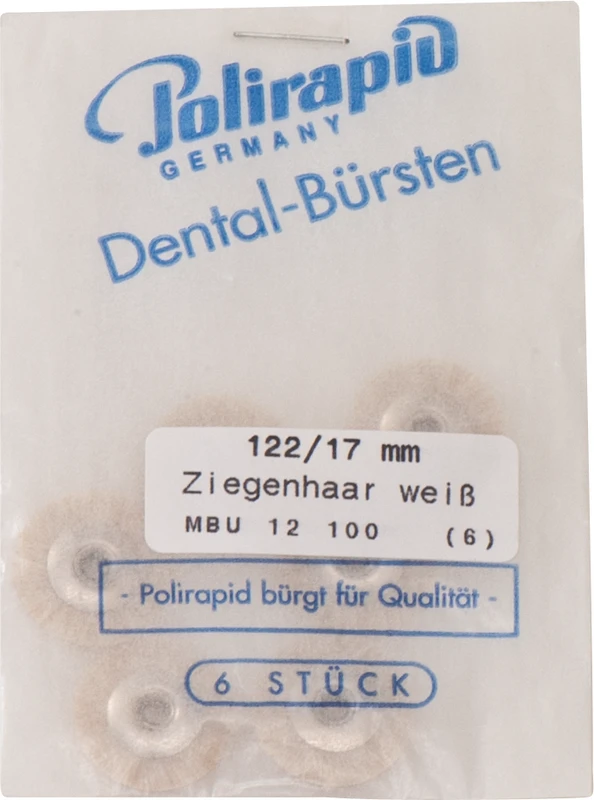 Polirapid
GERMANY
Dental-Bürsten
122/17 mm
Ziegenhaar weiß
MBU 12 100 (6)
- Polirapid bürgt für Qualität -
6 STÜCK